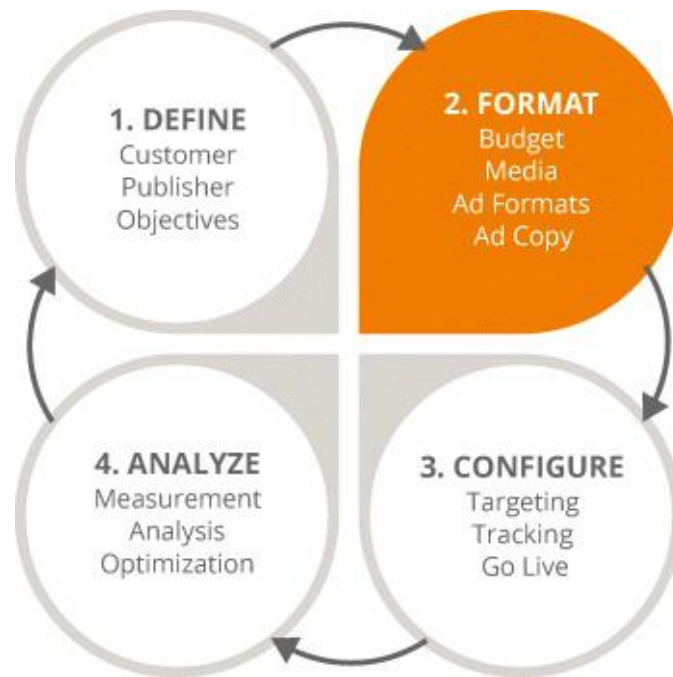 1. DEFINE
Customer
Publisher
Objectives
2. FORMAT
Budget
Media
Ad Formats
Ad Copy
3. CONFIGURE
Targeting
Tracking
Go Live
4. ANALYZE
Measurement
Analysis
Optimization